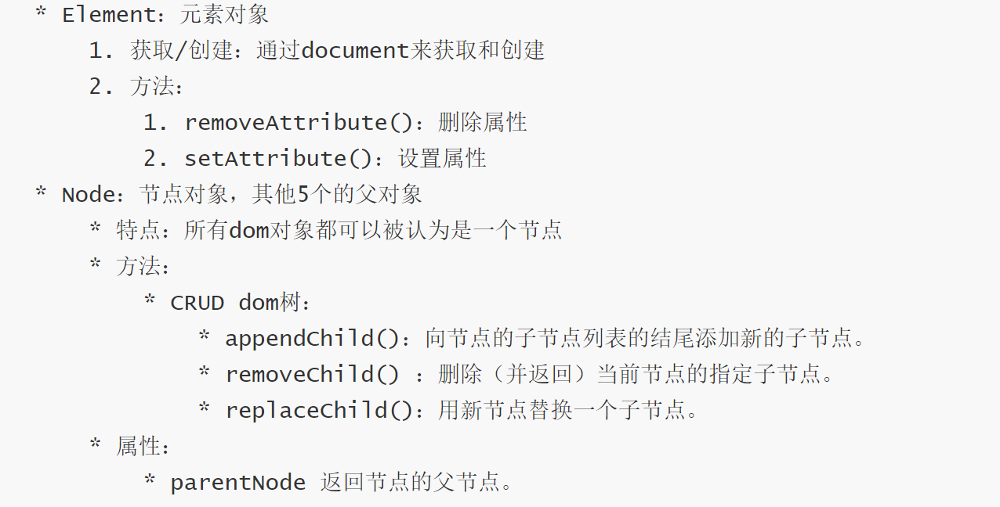 * Element：元素对象
1. 获取/创建：通过document来获取和创建
2. 方法：
1. removeAttribute()：删除属性
2. setAttribute()：设置属性
* Node：节点对象，其他5个的父对象
* 特点：所有dom对象都可以被认为是一个节点
* 方法：
* CRUD dom树：
* appendChild()：向节点的子节点列表的结尾添加新的子节点。
* removeChild() ：删除（并返回）当前节点的指定子节点。
* replaceChild()：用新节点替换一个子节点。
* 属性：
* parentNode 返回节点的父节点。